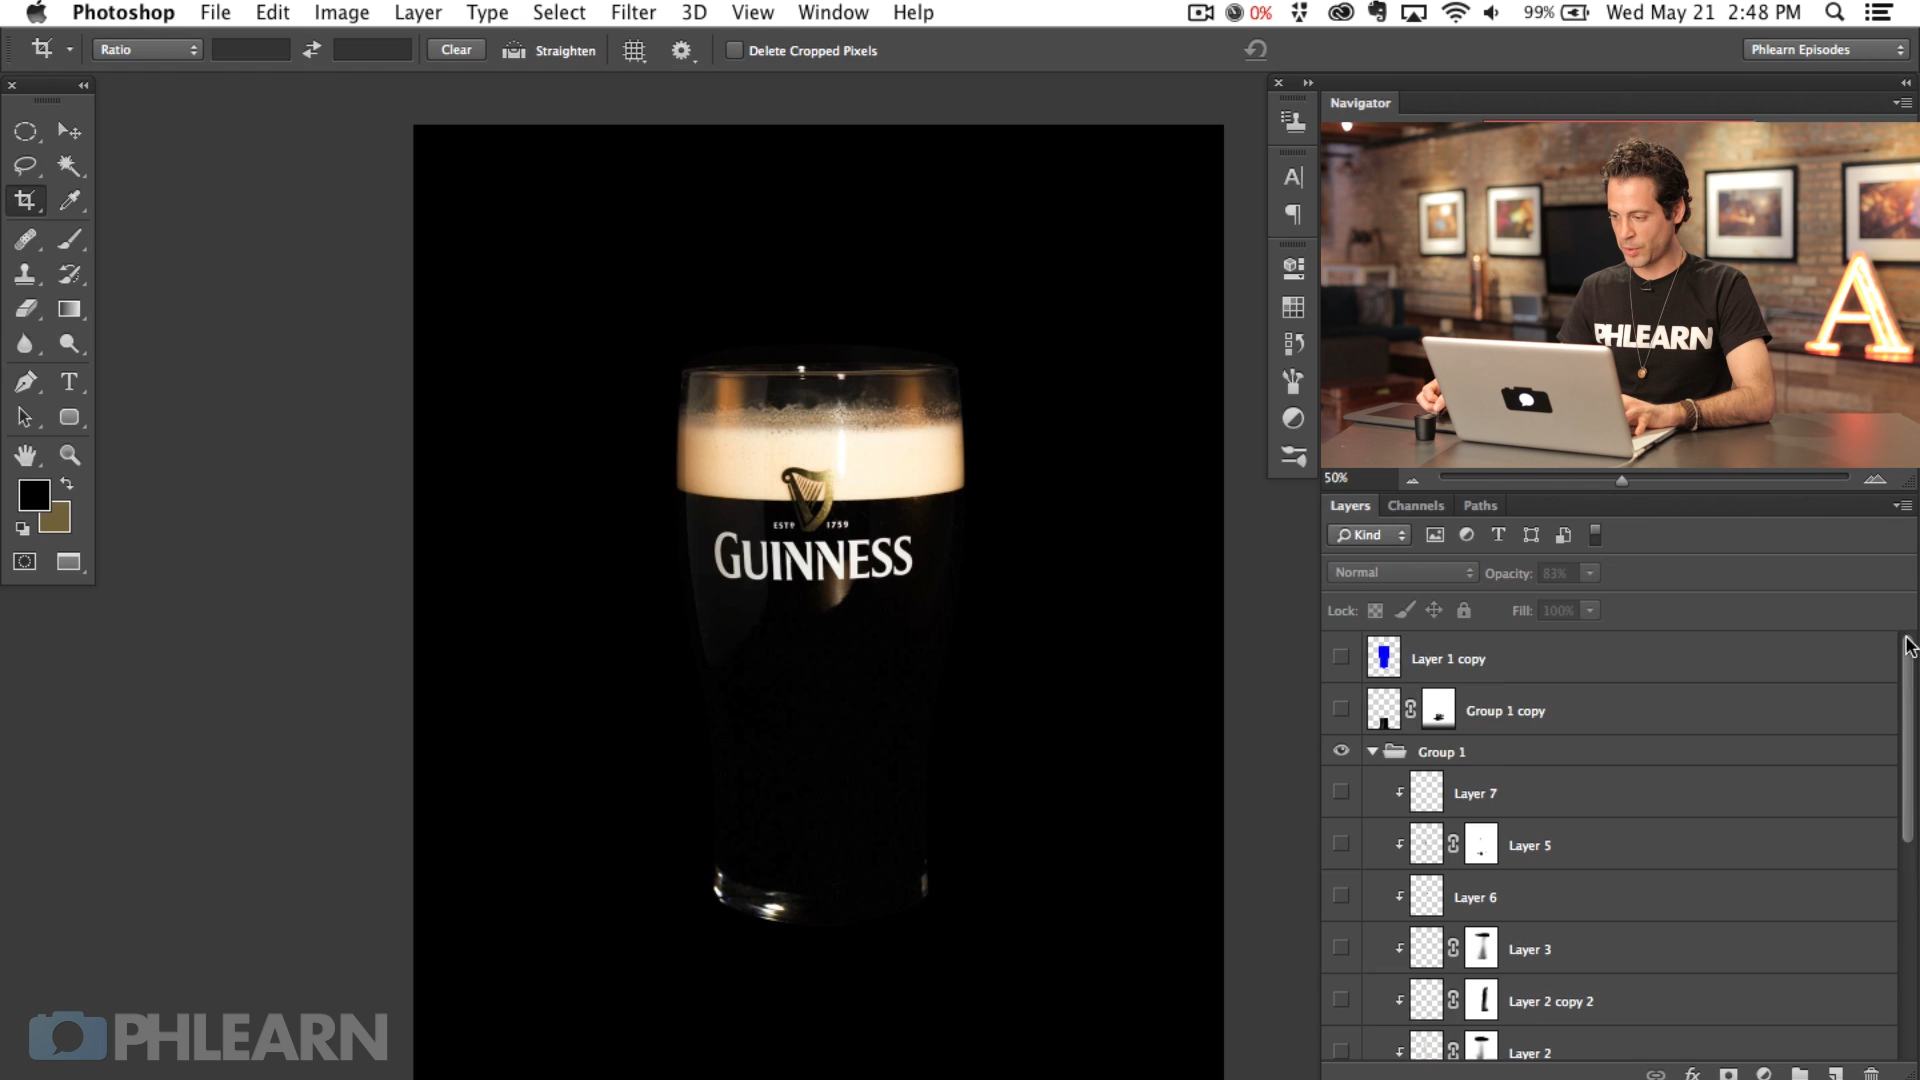 Photoshop File Edit Image Layer Type Select Filter 3D View Window Help 0% 99% Wed May 21 2:48 PM
Ratio Clear Straighten Delete Cropped Pixels Phlearn Episodes
Navigator
PHLEARN
A
50%
Layers Channels Paths
Kind
Normal Opacity: 83%
Lock: Fill: 100%
Layer 1 copy
Group 1 copy
Group 1
Layer 7
Layer 5
Layer 6
Layer 3
Layer 2 copy 2
Layer 2
fx
ESTD 1759
GUINNESS
PHLEARN